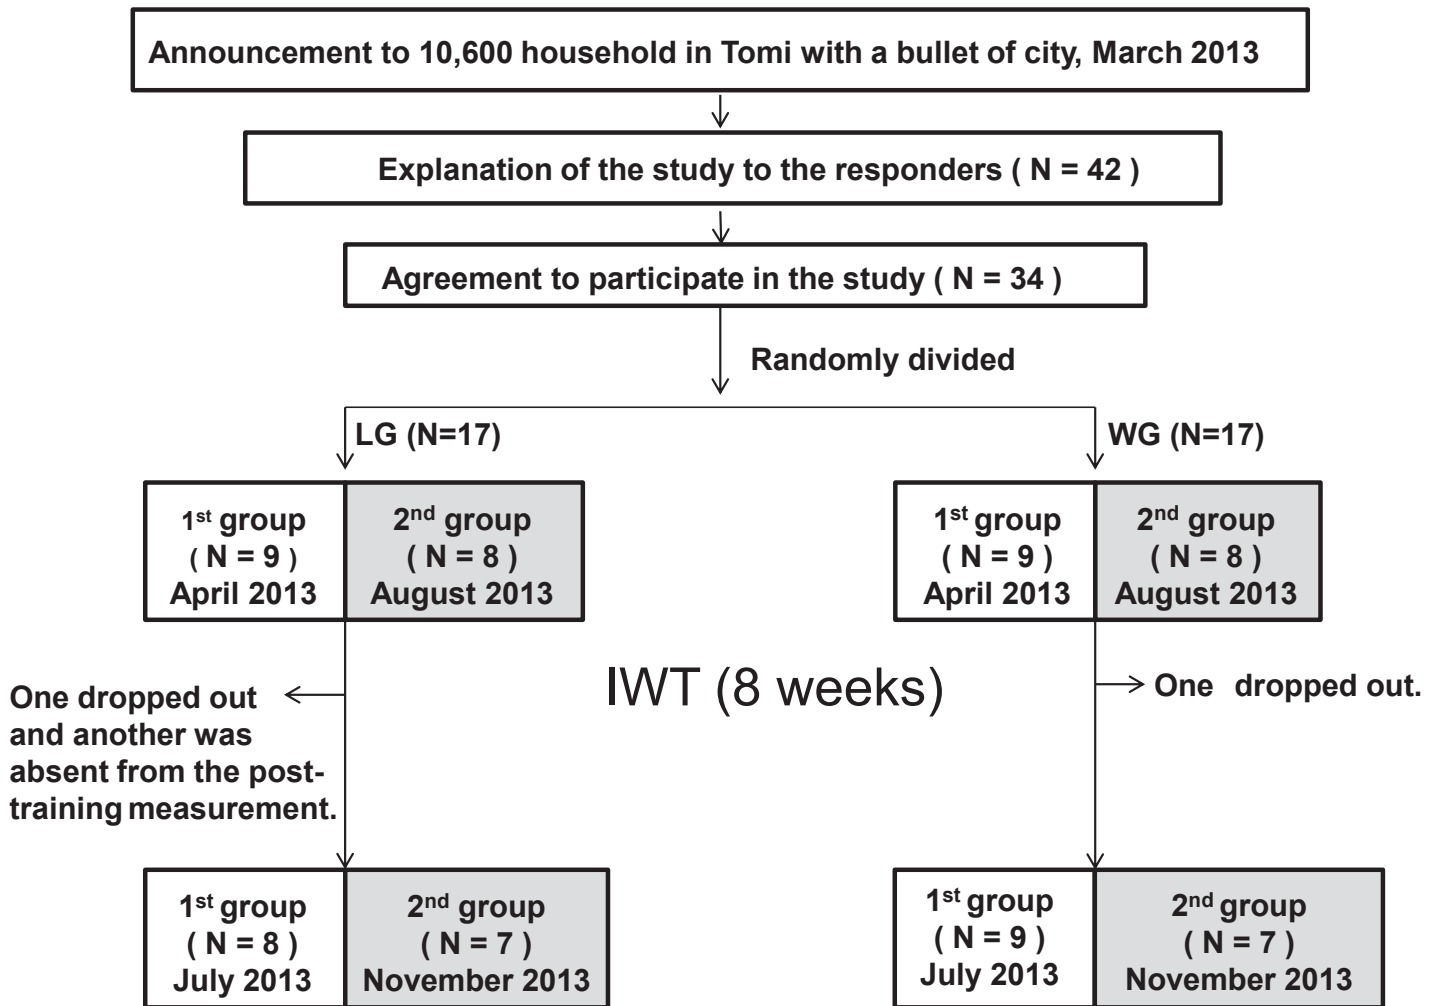 Announcement to 10,600 household in Tomi with a bullet of city, March 2013
Explanation of the study to the responders ( N = 42 )
Agreement to participate in the study ( N = 34 )
Randomly divided
LG (N=17)
WG (N=17)
1st group
( N = 9 )
April 2013
2nd group
( N = 8 )
August 2013
1st group
( N = 9 )
April 2013
2nd group
( N = 8 )
August 2013
One dropped out
and another was
absent from the post-
training measurement.
IWT (8 weeks)
One dropped out.
1st group
( N = 8 )
July 2013
2nd group
( N = 7 )
November 2013
1st group
( N = 9 )
July 2013
2nd group
( N = 7 )
November 2013